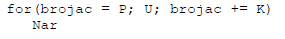 for(brojac = P; U; brojac += K)
Nar